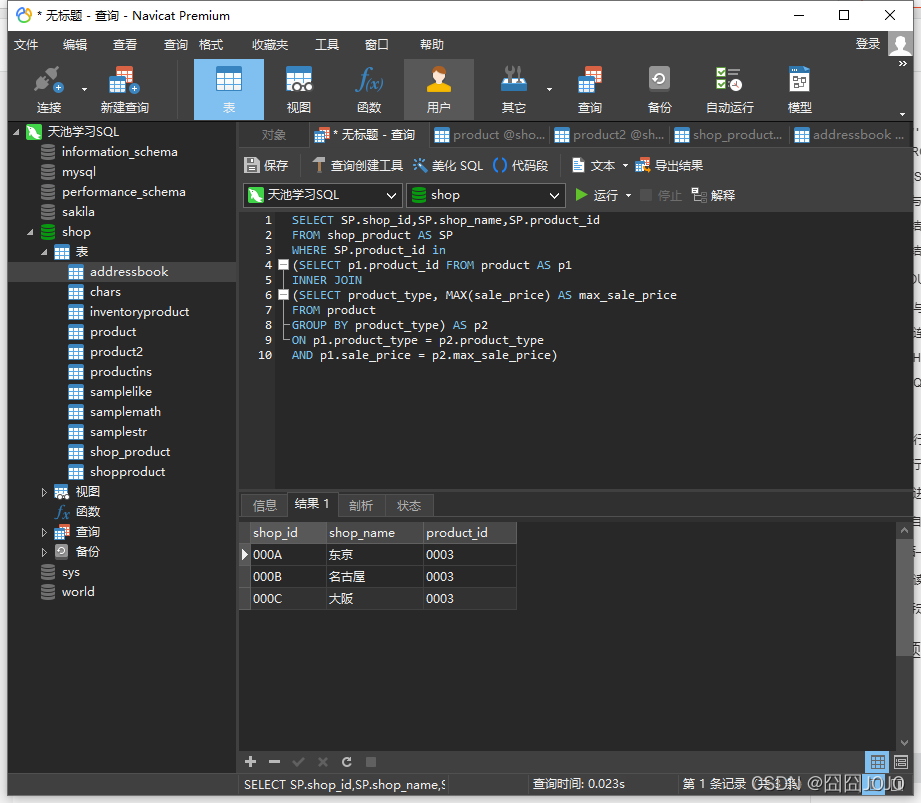 * 无标题 - 查询 - Navicat Premium
文件 编辑 查看 查询 格式 收藏夹 工具 窗口 帮助 登录
连接 新建查询 表 视图 函数 用户 其它 查询 备份 自动运行 模型
天池学习SQL
information_schema
mysql
performance_schema
sakila
shop
表
addressbook
chars
inventoryproduct
product
product2
productins
samplelike
samplemath
samplestr
shop_product
shopproduct
视图
函数
查询
备份
sys
world
对象 * 无标题 - 查询 product @sho... product2 @sh... shop_product... addressbook ...
保存 查询创建工具 美化 SQL 代码段 文本 导出结果
天池学习SQL shop 运行 停止 解释
1 SELECT SP.shop_id,SP.shop_name,SP.product_id
2 FROM shop_product AS SP
3 WHERE SP.product_id in
4 (SELECT p1.product_id FROM product AS p1
5 INNER JOIN
6 (SELECT product_type, MAX(sale_price) AS max_sale_price
7 FROM product
8 GROUP BY product_type) AS p2
9 ON p1.product_type = p2.product_type
10 AND p1.sale_price = p2.max_sale_price)
信息 结果 1 剖析 状态
shop_id shop_name product_id
000A 东京 0003
000B 名古屋 0003
000C 大阪 0003
SELECT SP.shop_id,SP.shop_name,S 查询时间: 0.023s 第 1 条记录
CSDN @囧囧JOJO